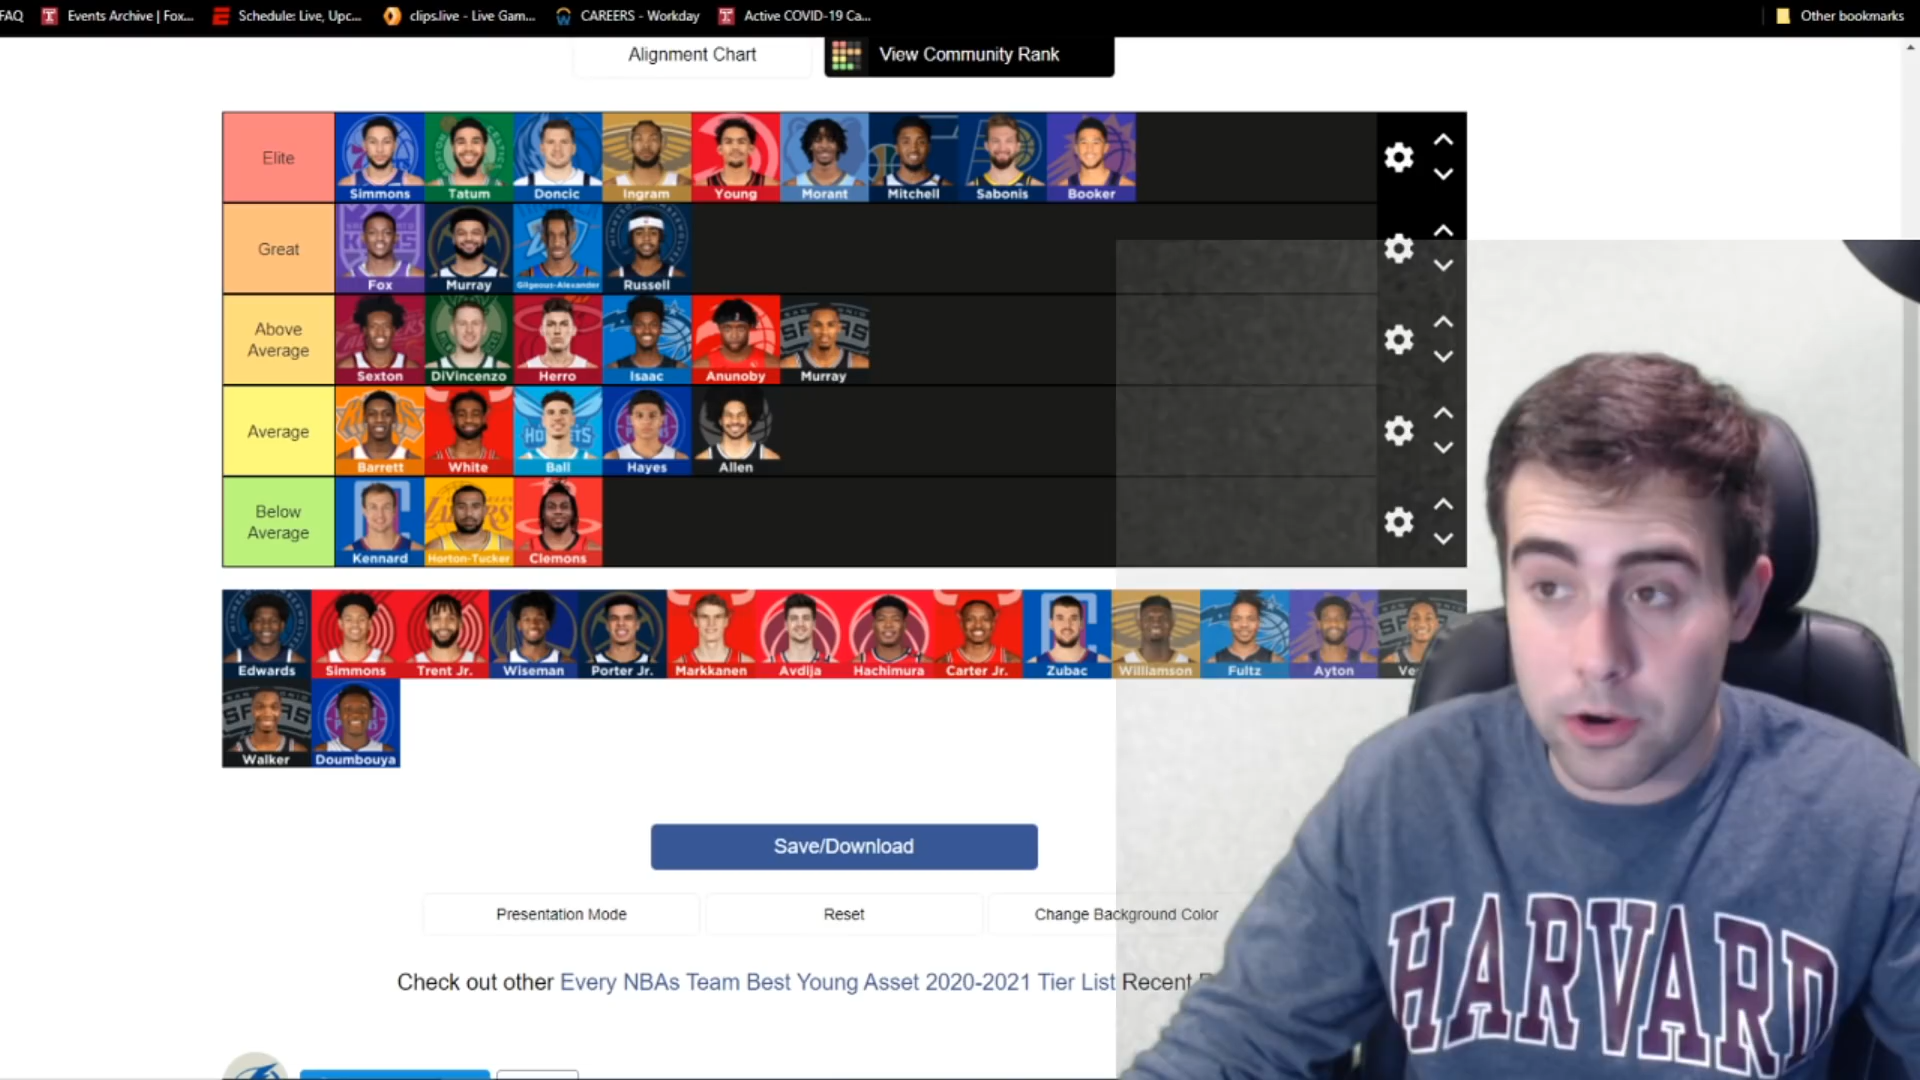 FAQ Events Archive | Fox... Schedule: Live, Upc... clips.live - Live Gam... CAREERS - Workday Active COVID-19 Ca... Other bookmarks
Alignment Chart View Community Rank
Elite Simmons Tatum Doncic Ingram Young Morant Mitchell Sabonis Booker
Great Fox Murray Gilgeous-Alexander Russell
Above Average Sexton DiVincenzo Herro Isaac Anunoby Murray
Average Barrett White Ball Hayes Allen
Below Average Kennard Horton-Tucker Clemons
Edwards Simmons Trent Jr. Wiseman Porter Jr. Markkanen Avdija Hachimura Carter Jr. Zubac Williamson Fultz Ayton
Walker Doumbouya
Save/Download
Presentation Mode Reset Change Background Color
Check out other Every NBAs Team Best Young Asset 2020-2021 Tier List Recent
HARVARD